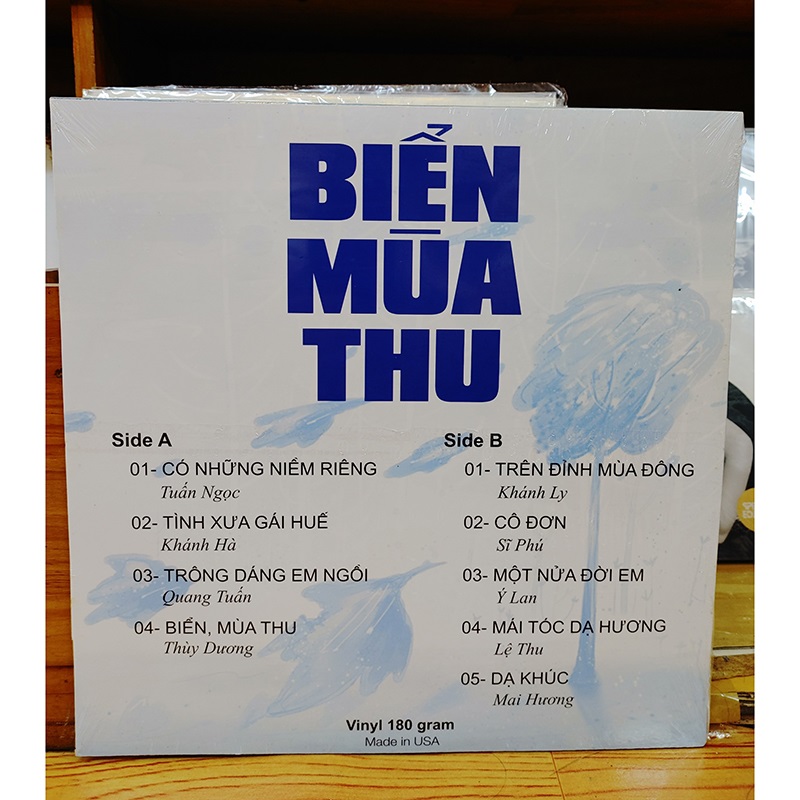 BIỂN
MÙA
THU
Side A
01- CÓ NHỮNG NIỀM RIÊNG
Tuấn Ngọc
02- TÌNH XƯA GÁI HUẾ
Khánh Hà
03- TRÔNG DÁNG EM NGỒI
Quang Tuấn
04- BIỂN, MÙA THU
Thùy Dương
Side B
01- TRÊN ĐỈNH MÙA ĐÔNG
Khánh Ly
02- CÔ ĐƠN
Sĩ Phú
03- MỘT NỬA ĐỜI EM
Ý Lan
04- MÁI TÓC DẠ HƯƠNG
Lệ Thu
05- DẠ KHÚC
Mai Hương
Vinyl 180 gram
Made in USA